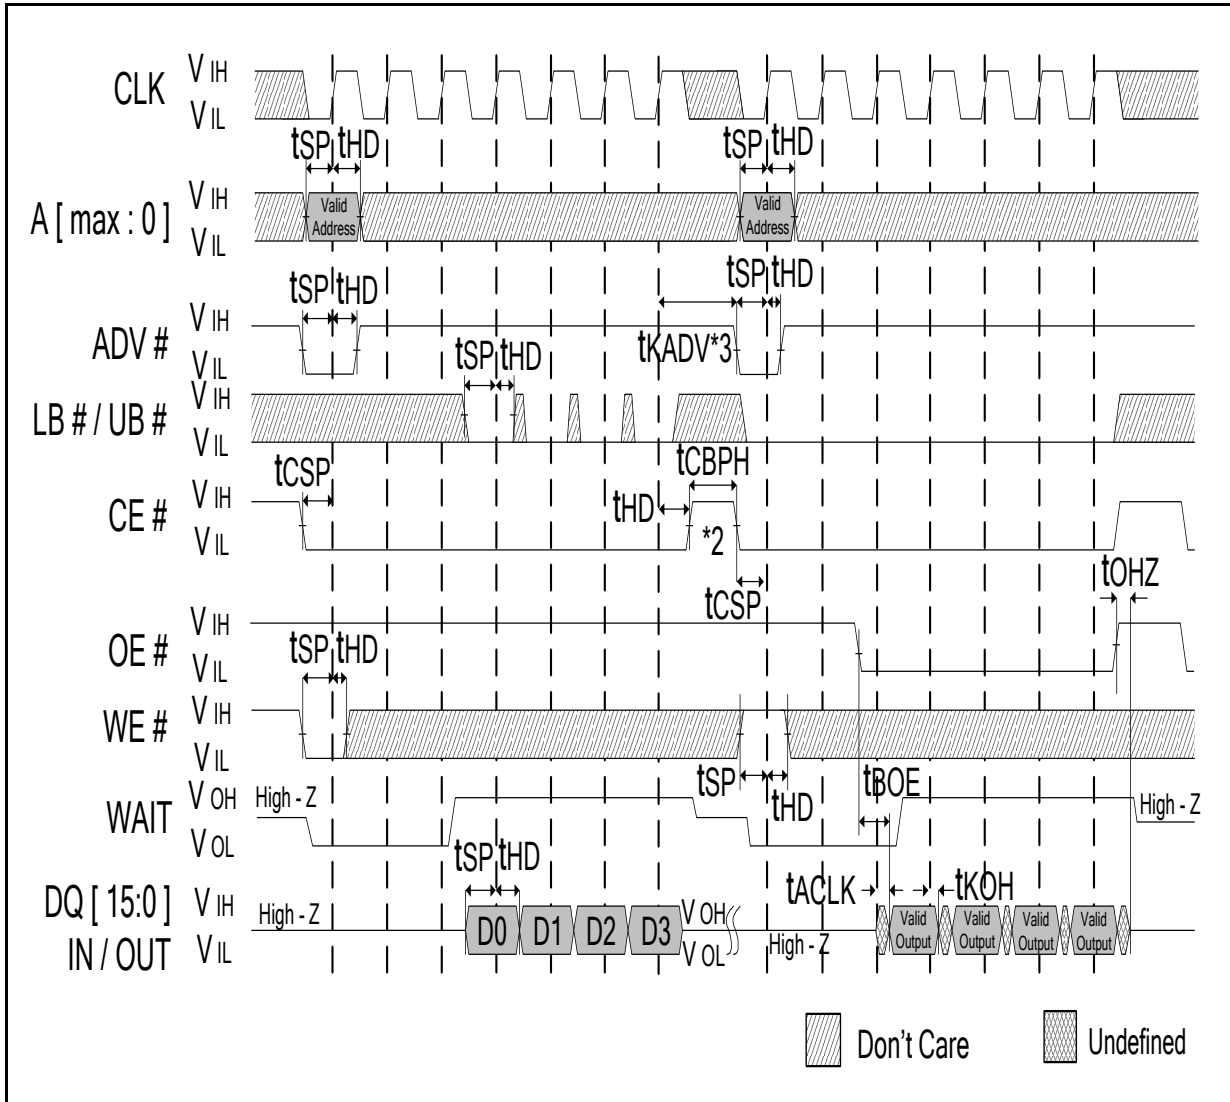 CLK V IH
V IL
tSP tHD tSP tHD
A [ max : 0 ] V IH
V IL
Valid Address
Valid Address
tSP tHD tSP tHD
ADV # V IH
V IL
tKADV*3
tSP tHD
LB # / UB # V IH
V IL
tCSP tCBPH
CE # V IH
V IL
tHD
*2
tCSP tOHZ
OE # V IH
V IL
tSP tHD
WE # V IH
V IL
tSP tHD tBOE
WAIT V OH High - Z High - Z
V OL
tSP tHD tACLK tKOH
DQ [ 15:0 ] V IH High - Z
IN / OUT V IL
D0 D1 D2 D3
V OH
V OL
High - Z
Valid Output
Valid Output
Valid Output
Valid Output
Don't Care Undefined